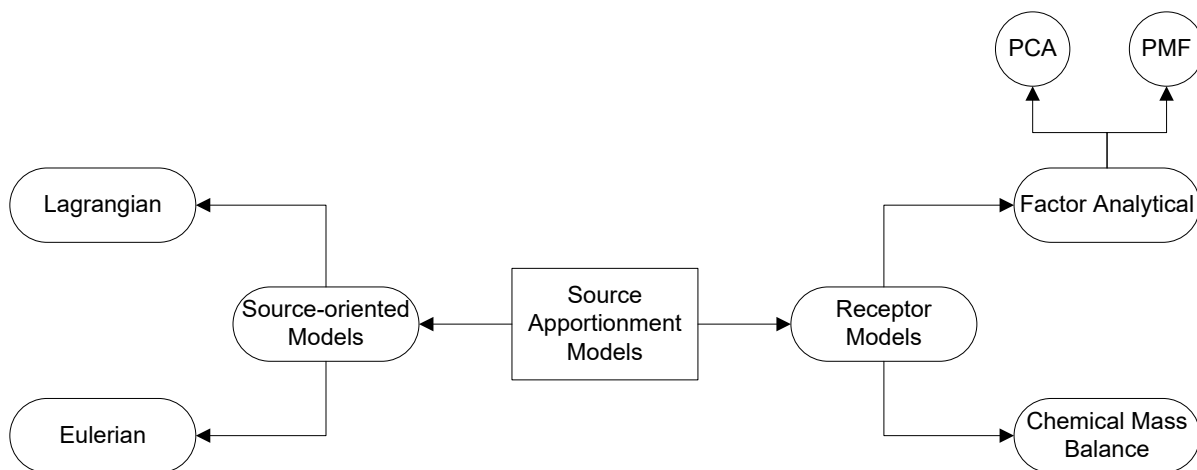 PCA
PMF
Lagrangian
Factor Analytical
Source-oriented
Models
Source
Apportionment
Models
Receptor
Models
Eulerian
Chemical Mass
Balance